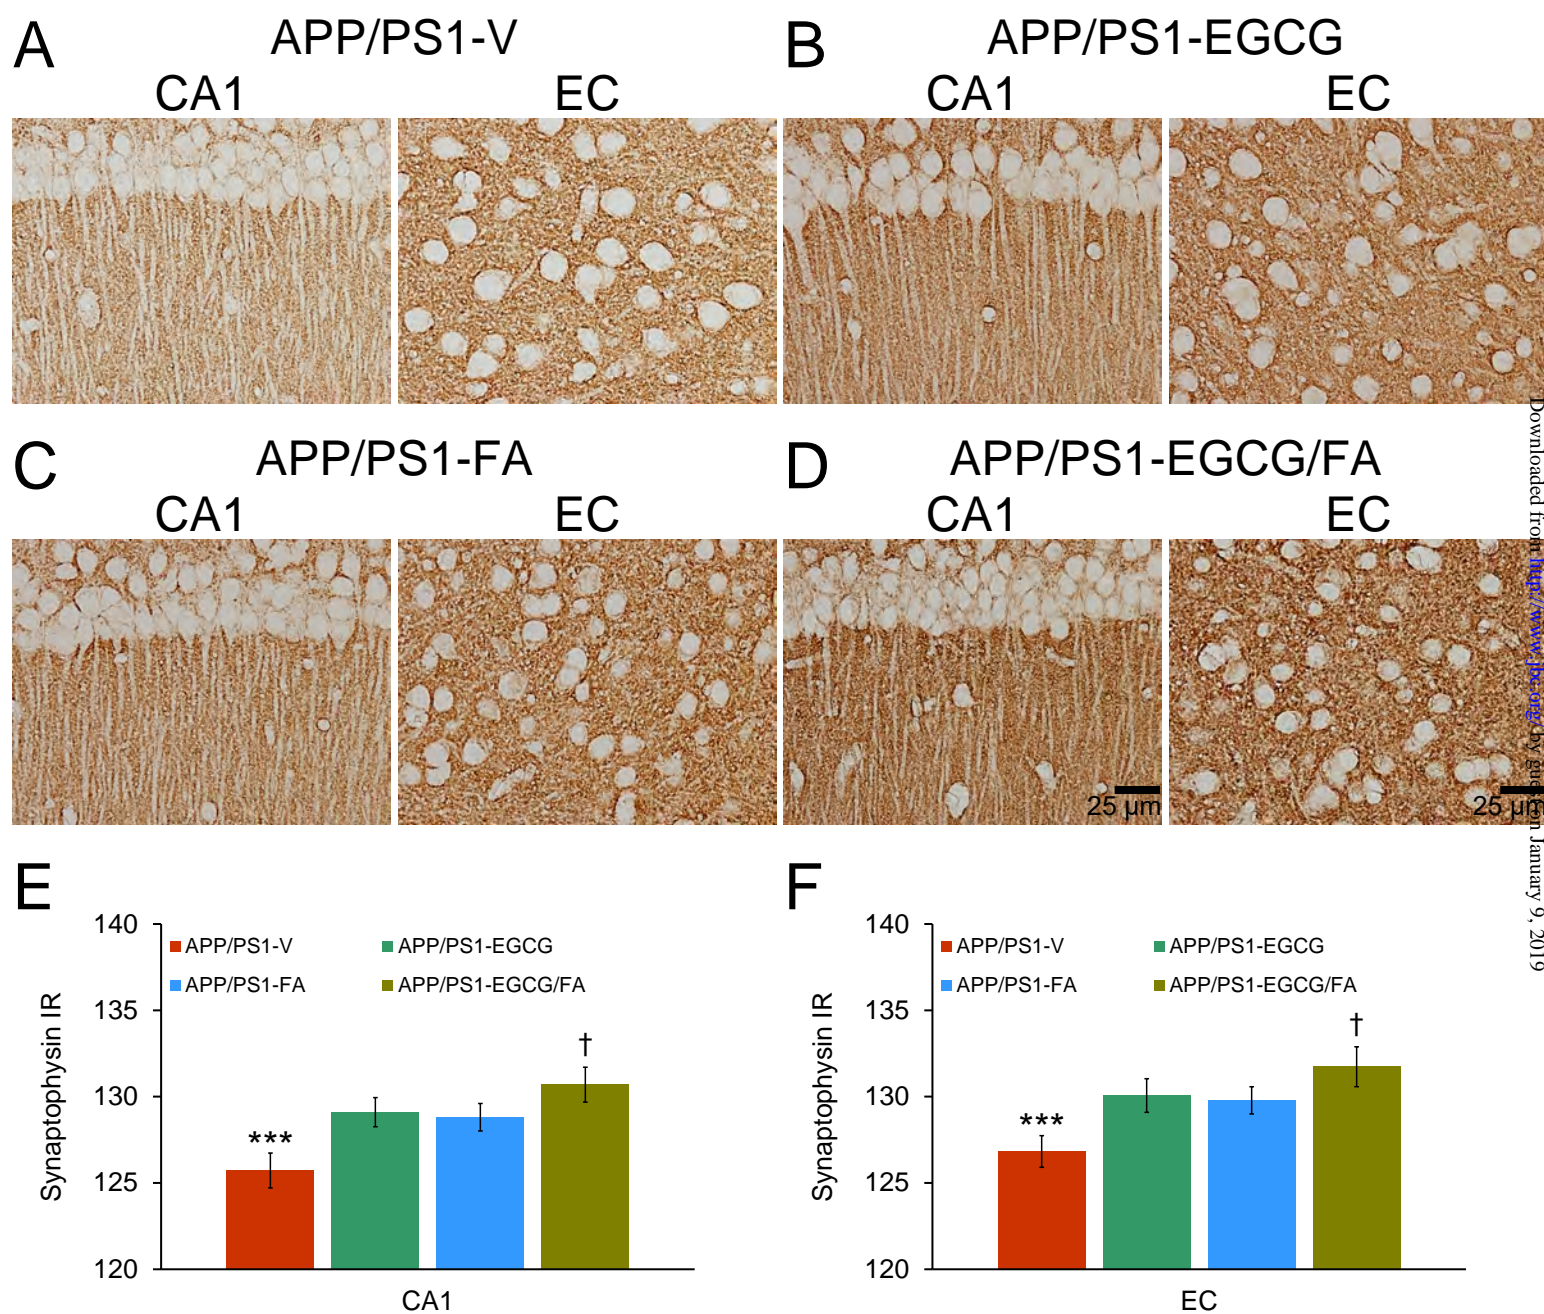 A
APP/PS1-V
CA1
EC
B
APP/PS1-EGCG
CA1
EC
C
APP/PS1-FA
CA1
EC
D
APP/PS1-EGCG/FA
CA1
EC
25 µm
25 µm
Downloaded from http://www.jbc.org/ by guest on January 9, 2019
E
140
135
130
125
120
Synaptophysin IR
APP/PS1-V
APP/PS1-EGCG
APP/PS1-FA
APP/PS1-EGCG/FA
***
†
CA1
F
140
135
130
125
120
Synaptophysin IR
APP/PS1-V
APP/PS1-EGCG
APP/PS1-FA
APP/PS1-EGCG/FA
***
†
EC